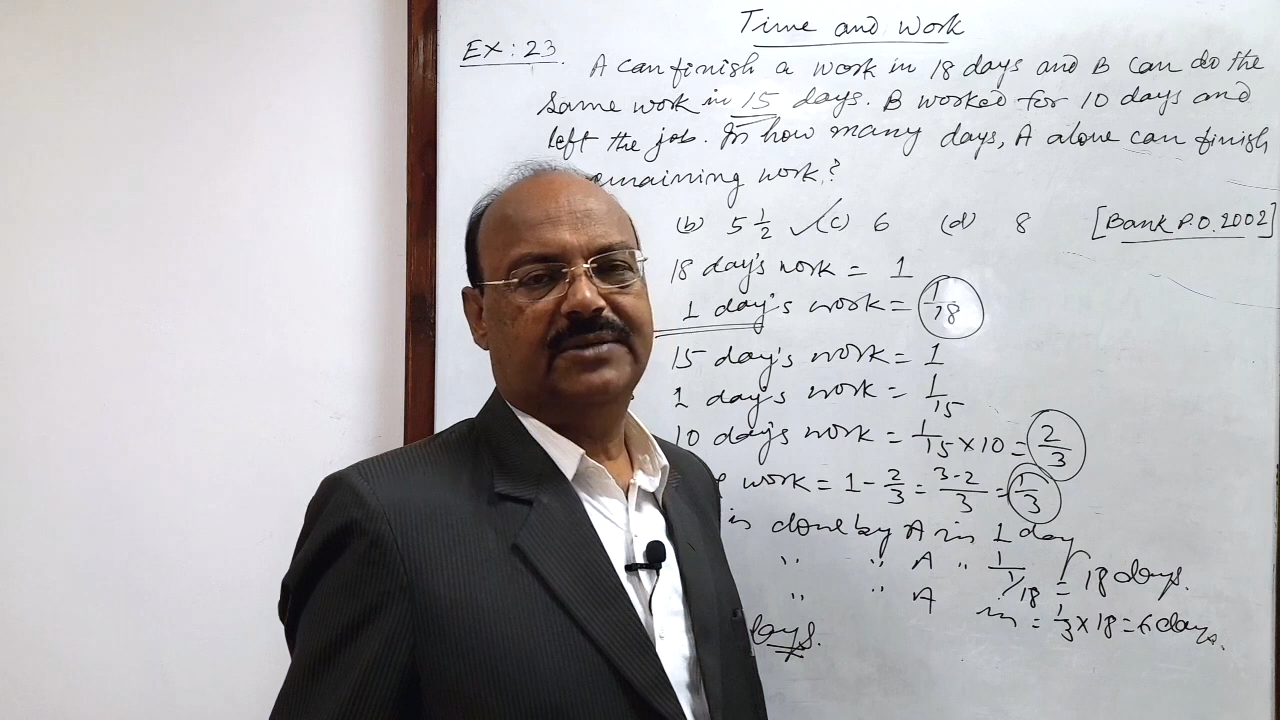 Time and Work
EX: 23. A can finish a work in 18 days and B can do the
same work in 15 days. B worked for 10 days and
left the job. In how many days, A alone can finish
emaining work?
(b) 5 1/2 ✓(c) 6 (d) 8 [Bank P.O. 2002]
18 day's work = 1
1 day's work = 1/18
15 day's work = 1
1 day's work = 1/15
10 day's work = 1/15 × 10 = 2/3
work = 1 - 2/3 = 3-2/3 = 1/3
is done by A in 1 day
" " A " 1/1/18 = 18 days.
" " A in = 1/3 × 18 = 6 days.
days.